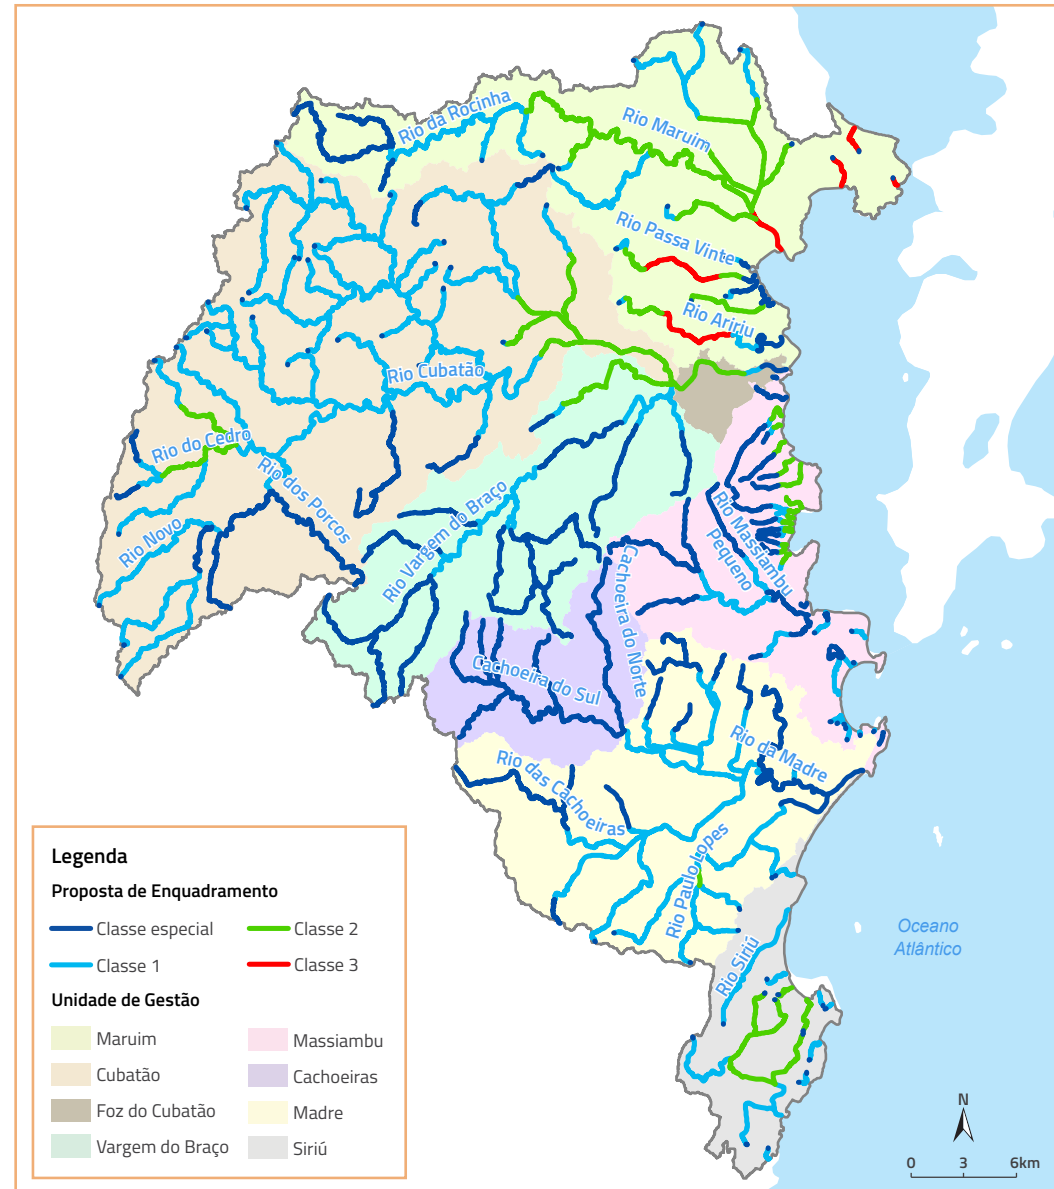 Rio da Rocinha
Rio Maruim
Rio Passa Vinte
Rio Aririu
Rio Cubatão
Rio do Cedro
Rio dos Porcos
Rio Novo
Rio Vargem do Braço
Rio Massiambu
Pequeno
Cachoeira do Norte
Cachoeira do Sul
Rio da Madre
Rio das Cachoeiras
Rio Paulo Lopes
Rio Siriú
Oceano
Atlântico
Legenda
Proposta de Enquadramento
Classe especial
Classe 2
Classe 1
Classe 3
Unidade de Gestão
Maruim
Massiambu
Cubatão
Cachoeiras
Foz do Cubatão
Madre
Vargem do Braço
Siriú
N
0 3 6km